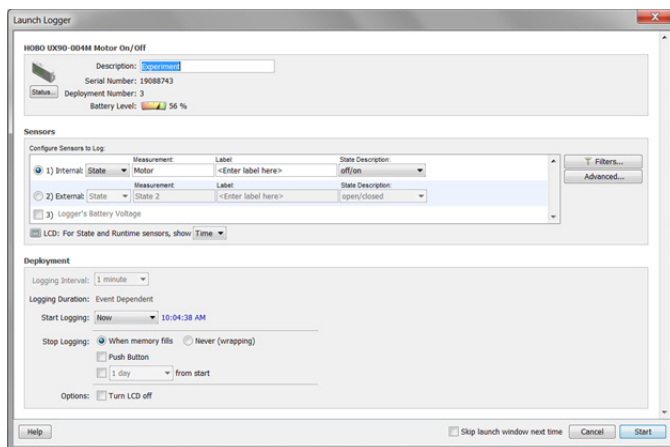 Launch Logger
HOBO UX90-004M Motor On/Off
Description: Experiment
Serial Number: 19088743
Status... Deployment Number: 3
Battery Level: 56 %
Sensors
Configure Sensors to Log:
Measurement: Label: State Description:
1) Internal: State Motor <Enter label here> off/on
Filters...
Advanced...
Measurement: Label: State Description:
2) External: State State 2 <Enter label here> open/closed
3) Logger's Battery Voltage
LCD: For State and Runtime sensors, show Time
Deployment
Logging Interval: 1 minute
Logging Duration: Event Dependent
Start Logging: Now 10:04:38 AM
Stop Logging: When memory fills Never (wrapping)
Push Button
1 day from start
Options: Turn LCD off
Help Skip launch window next time Cancel Start